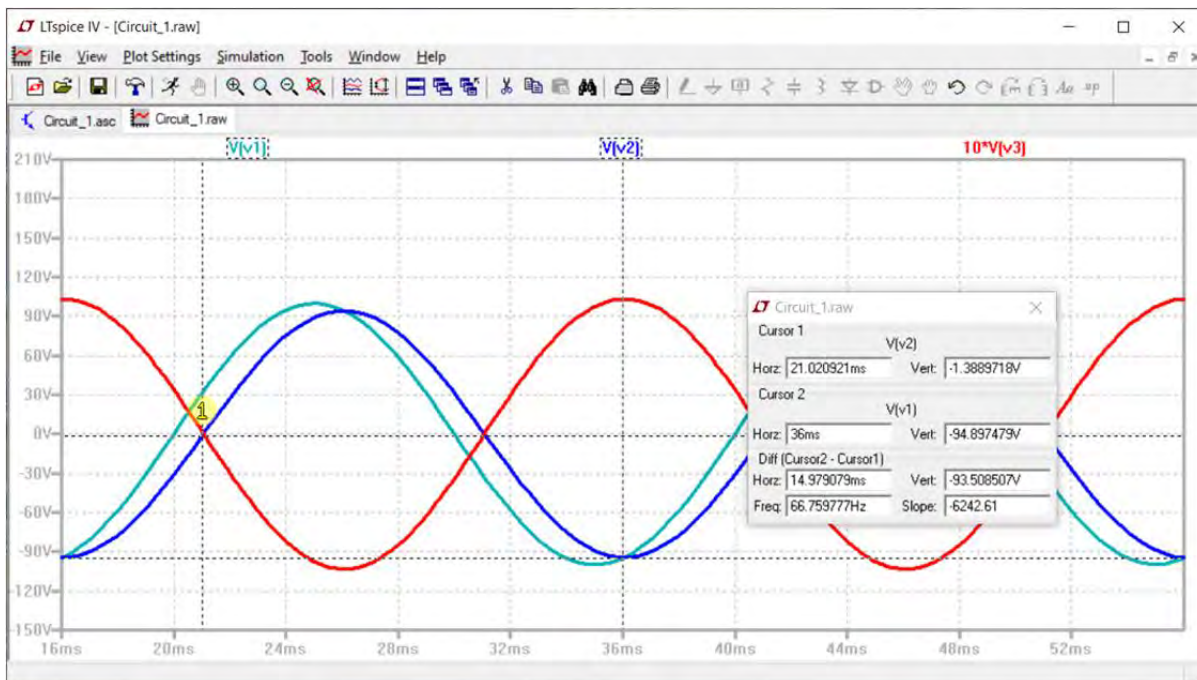 LTspice IV - [Circuit_1.raw]
File View Plot Settings Simulation Tools Window Help
Circuit_1.asc Circuit_1.raw
V(v1) V(v2) 10*V(v3)
210V
180V
150V
120V
90V
60V
30V
0V
-30V
-60V
-90V
-120V
-150V
16ms 20ms 24ms 28ms 32ms 36ms 40ms 44ms 48ms 52ms
1
Circuit_1.raw
Cursor 1
V(v2)
Horz: 21.020921ms Vert: -1.3889718V
Cursor 2
V(v1)
Horz: 36ms Vert: -94.897479V
Diff (Cursor2 - Cursor1)
Horz: 14.979079ms Vert: -93.508507V
Freq: 66.759777Hz Slope: -6242.61